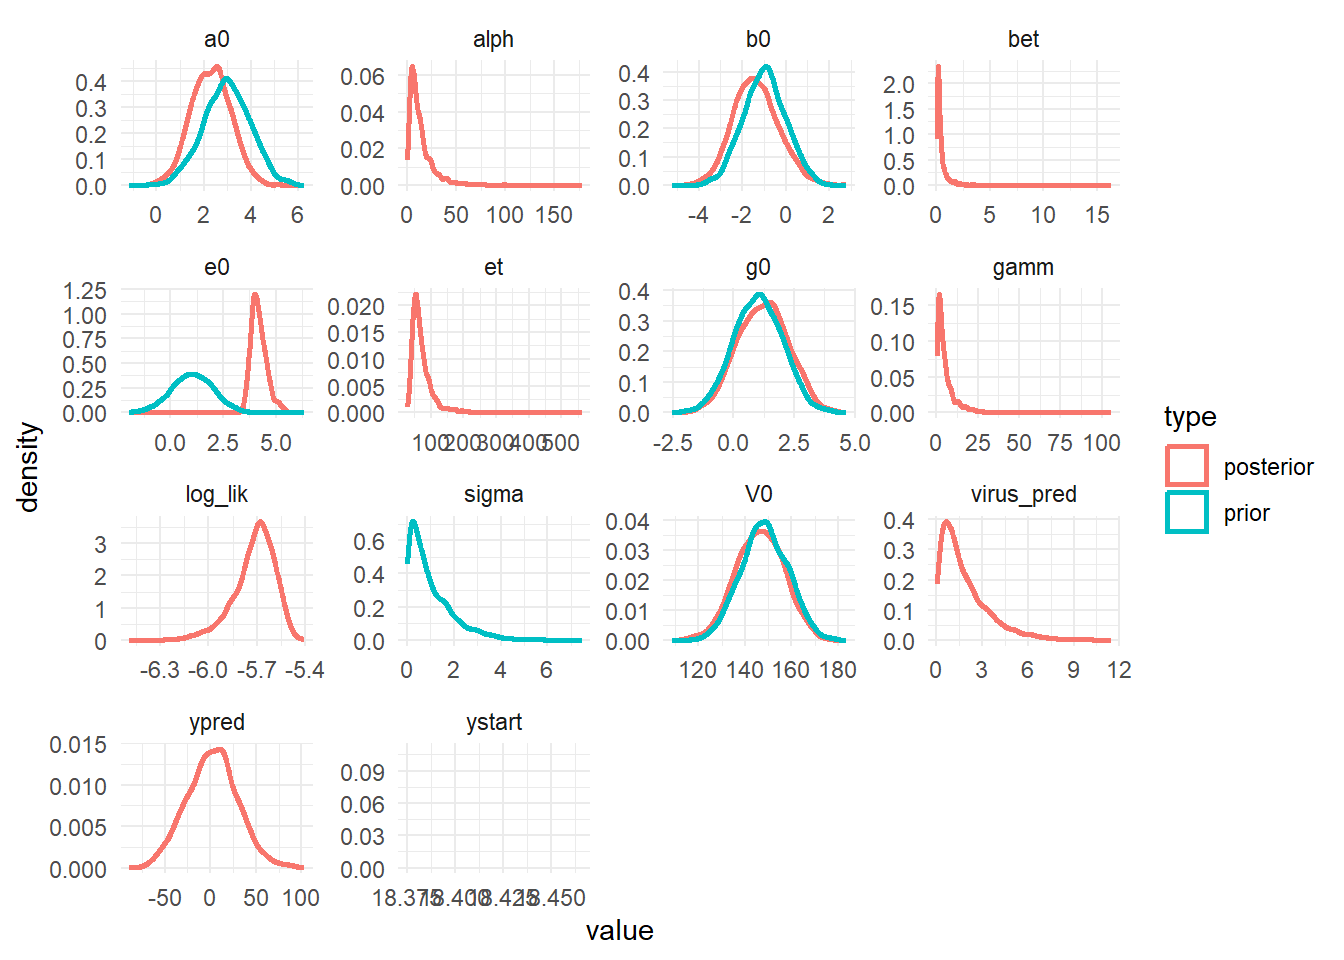 a0 alph b0 bet
0.4 0.3 0.2 0.1 0.0
0 2 4 6
0.06 0.04 0.02 0.00
0 50 100 150
0.4 0.3 0.2 0.1 0.0
-4 -2 0 2
2.0 1.5 1.0 0.5 0.0
0 5 10 15
e0 et g0 gamm
1.25 1.00 0.75 0.50 0.25 0.00
0.0 2.5 5.0
0.020 0.015 0.010 0.005 0.000
100 200 300 400 500
0.4 0.3 0.2 0.1 0.0
-2.5 0.0 2.5 5.0
0.15 0.10 0.05 0.00
0 25 50 75 100
log_lik sigma V0 virus_pred
3 2 1 0
-6.3 -6.0 -5.7 -5.4
0.6 0.4 0.2 0.0
0 2 4 6
0.04 0.03 0.02 0.01 0.00
120 140 160 180
0.4 0.3 0.2 0.1 0.0
0 3 6 9 12
ypred ystart
0.015 0.010 0.005 0.000
-50 0 50 100
0.09 0.06 0.03 0.00
18.375 18.400 18.425 18.450
density
value
type
posterior
prior